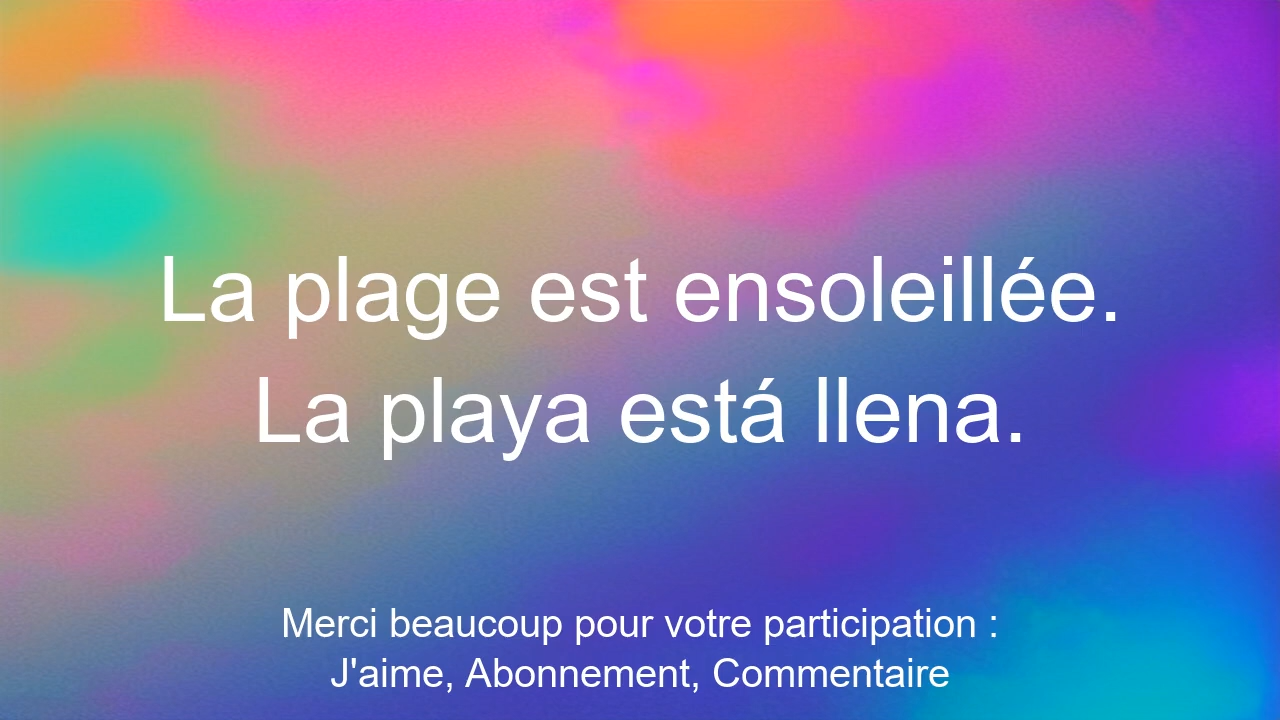 La plage est ensoleillée.
La playa está llena.
Merci beaucoup pour votre participation :
J'aime, Abonnement, Commentaire